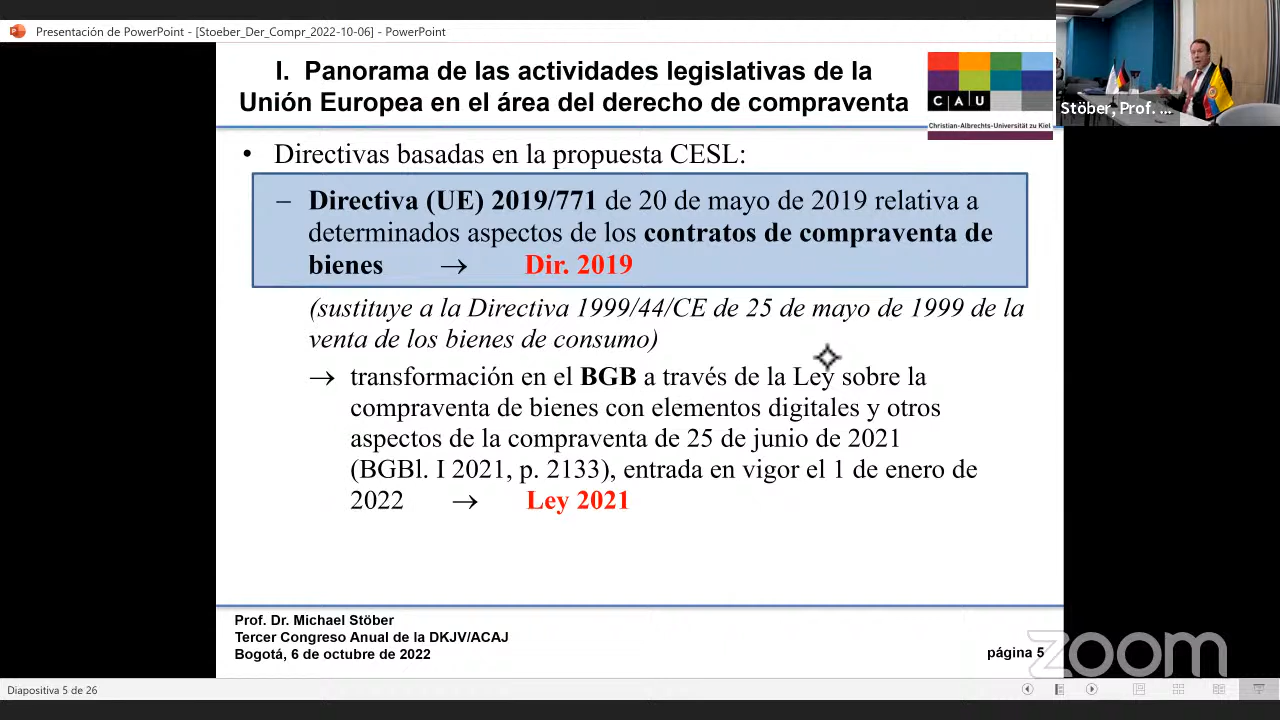 Presentación de PowerPoint - [Stoeber_Der_Compr_2022-10-06] - PowerPoint
I. Panorama de las actividades legislativas de la
Unión Europea en el área del derecho de compraventa
C A U
Christian-Albrechts-Universität zu Kiel
Stöber, Prof. ...
• Directivas basadas en la propuesta CESL:
– Directiva (UE) 2019/771 de 20 de mayo de 2019 relativa a
determinados aspectos de los contratos de compraventa de
bienes → Dir. 2019
(sustituye a la Directiva 1999/44/CE de 25 de mayo de 1999 de la
venta de los bienes de consumo)
→ transformación en el BGB a través de la Ley sobre la
compraventa de bienes con elementos digitales y otros
aspectos de la compraventa de 25 de junio de 2021
(BGBl. I 2021, p. 2133), entrada en vigor el 1 de enero de
2022 → Ley 2021
Prof. Dr. Michael Stöber
Tercer Congreso Anual de la DKJV/ACAJ
Bogotá, 6 de octubre de 2022
página 5
zoom
Diapositiva 5 de 26